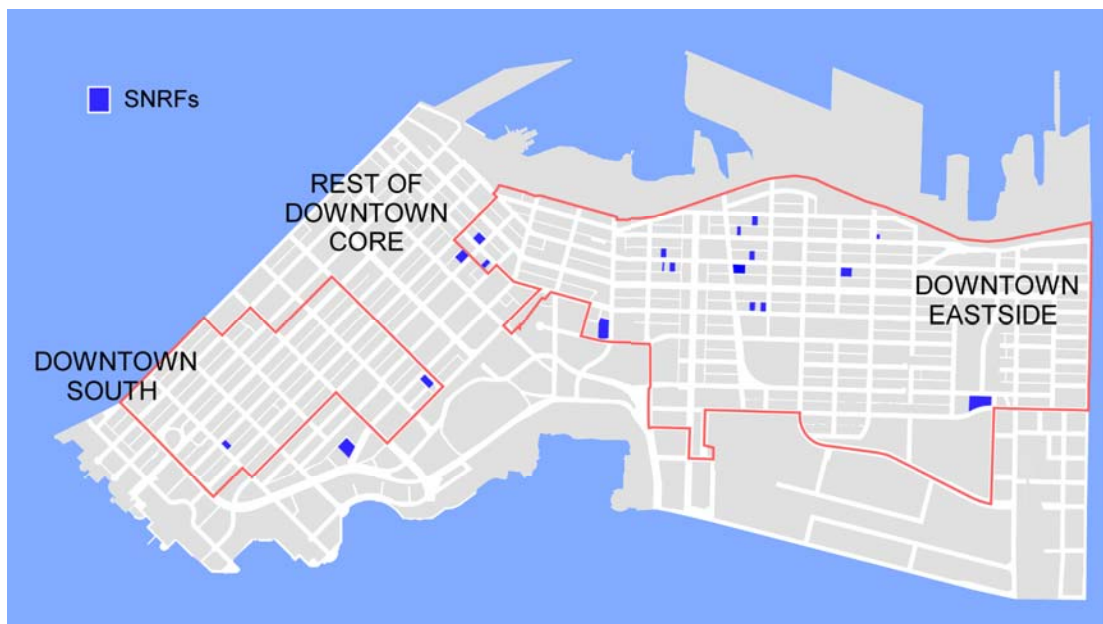 SNRFs
REST OF
DOWNTOWN
CORE
DOWNTOWN
EASTSIDE
DOWNTOWN
SOUTH